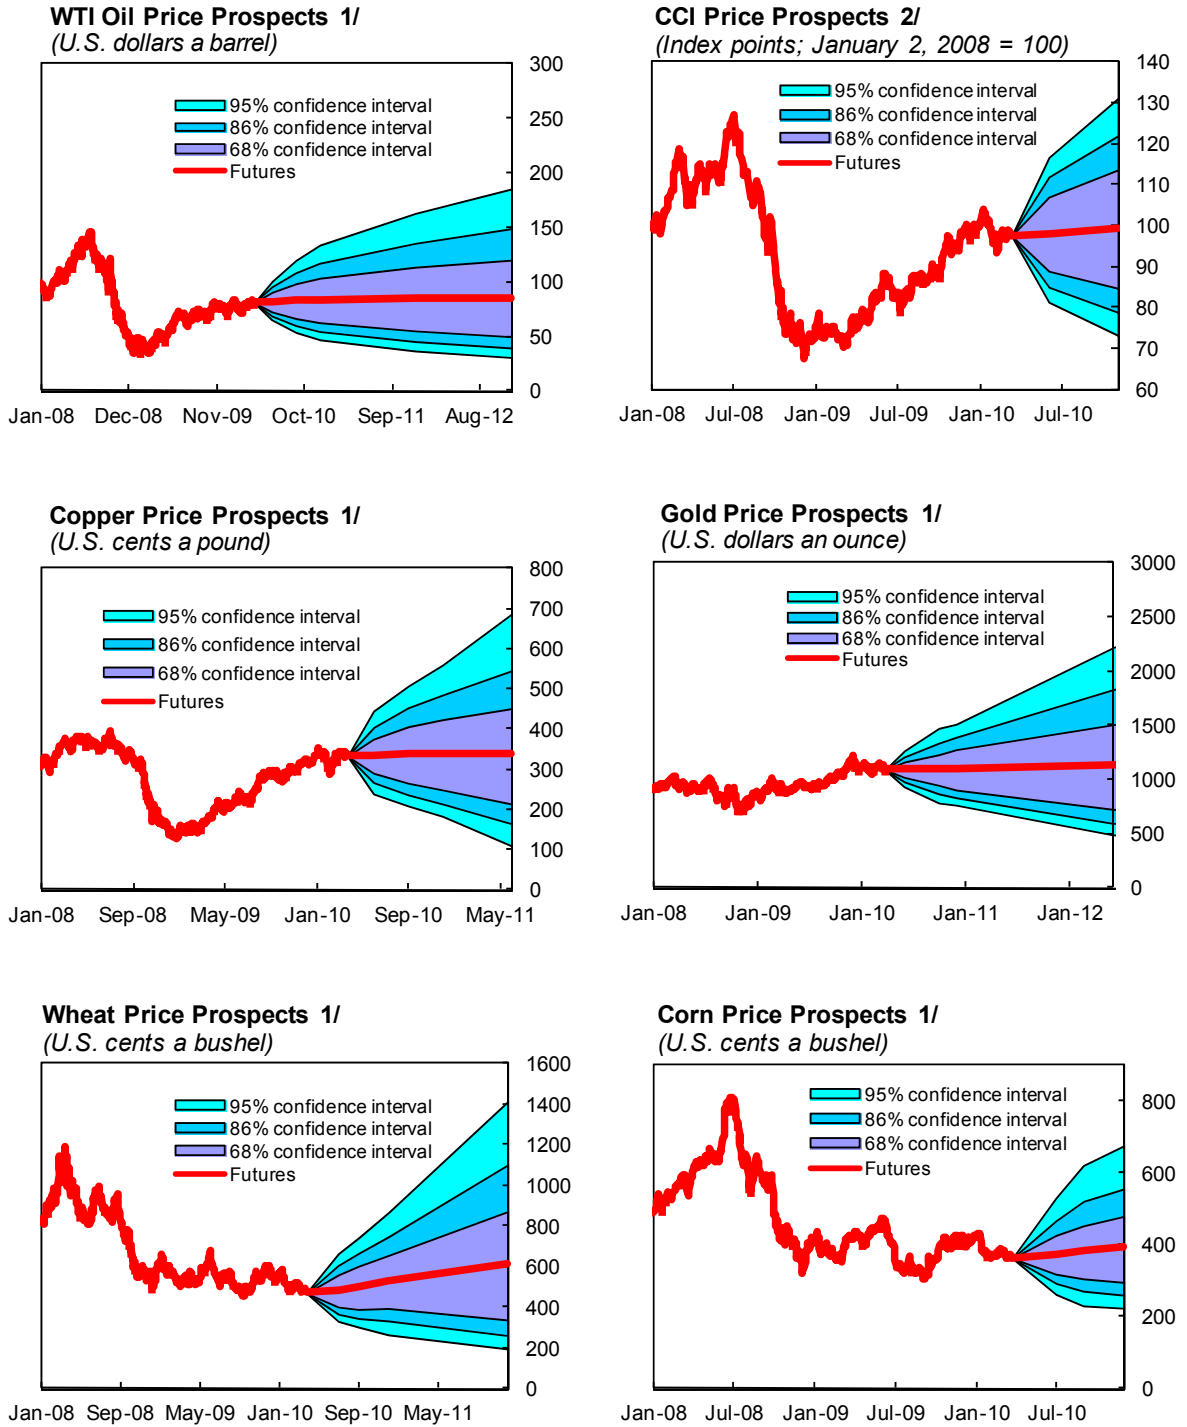 WTI Oil Price Prospects 1/
(U.S. dollars a barrel)
300
250
200
150
100
50
0
95% confidence interval
86% confidence interval
68% confidence interval
Futures
Jan-08 Dec-08 Nov-09 Oct-10 Sep-11 Aug-12
CCI Price Prospects 2/
(Index points; January 2, 2008 = 100)
140
130
120
110
100
90
80
70
60
95% confidence interval
86% confidence interval
68% confidence interval
Futures
Jan-08 Jul-08 Jan-09 Jul-09 Jan-10 Jul-10
Copper Price Prospects 1/
(U.S. cents a pound)
800
700
600
500
400
300
200
100
0
95% confidence interval
86% confidence interval
68% confidence interval
Futures
Jan-08 Sep-08 May-09 Jan-10 Sep-10 May-11
Gold Price Prospects 1/
(U.S. dollars an ounce)
3000
2500
2000
1500
1000
500
0
95% confidence interval
86% confidence interval
68% confidence interval
Futures
Jan-08 Jan-09 Jan-10 Jan-11 Jan-12
Wheat Price Prospects 1/
(U.S. cents a bushel)
1600
1400
1200
1000
800
600
400
200
0
95% confidence interval
86% confidence interval
68% confidence interval
Futures
Jan-08 Sep-08 May-09 Jan-10 Sep-10 May-11
Corn Price Prospects 1/
(U.S. cents a bushel)
800
600
400
200
0
95% confidence interval
86% confidence interval
68% confidence interval
Futures
Jan-08 Jul-08 Jan-09 Jul-09 Jan-10 Jul-10